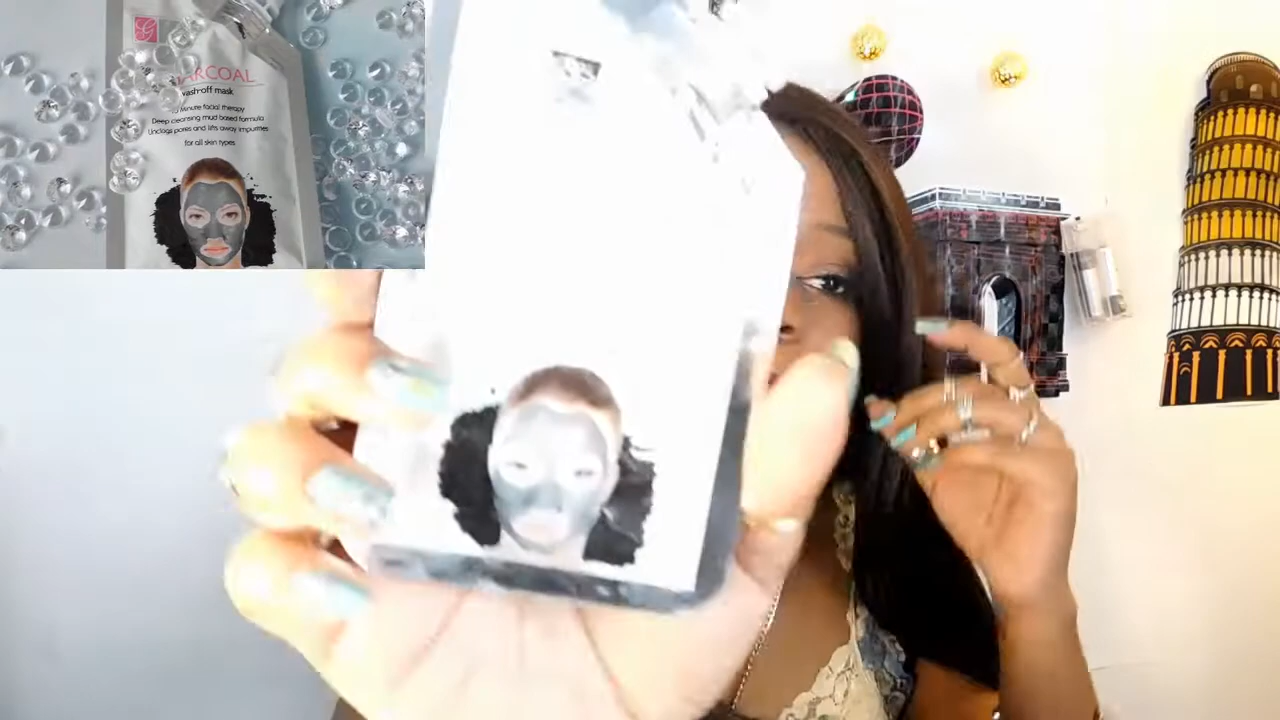 wash-off mask
10 Minute facial therapy
Deep cleansing mud based formula
Unclogs pores and lifts away impurities
for all skin types